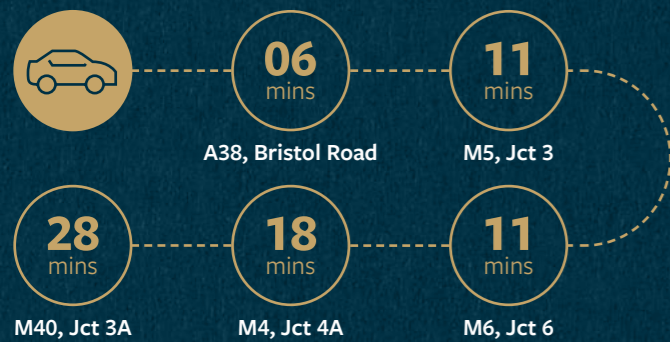 06
mins
A38, Bristol Road
11
mins
M5, Jct 3
11
mins
M6, Jct 6
18
mins
M4, Jct 4A
28
mins
M40, Jct 3A